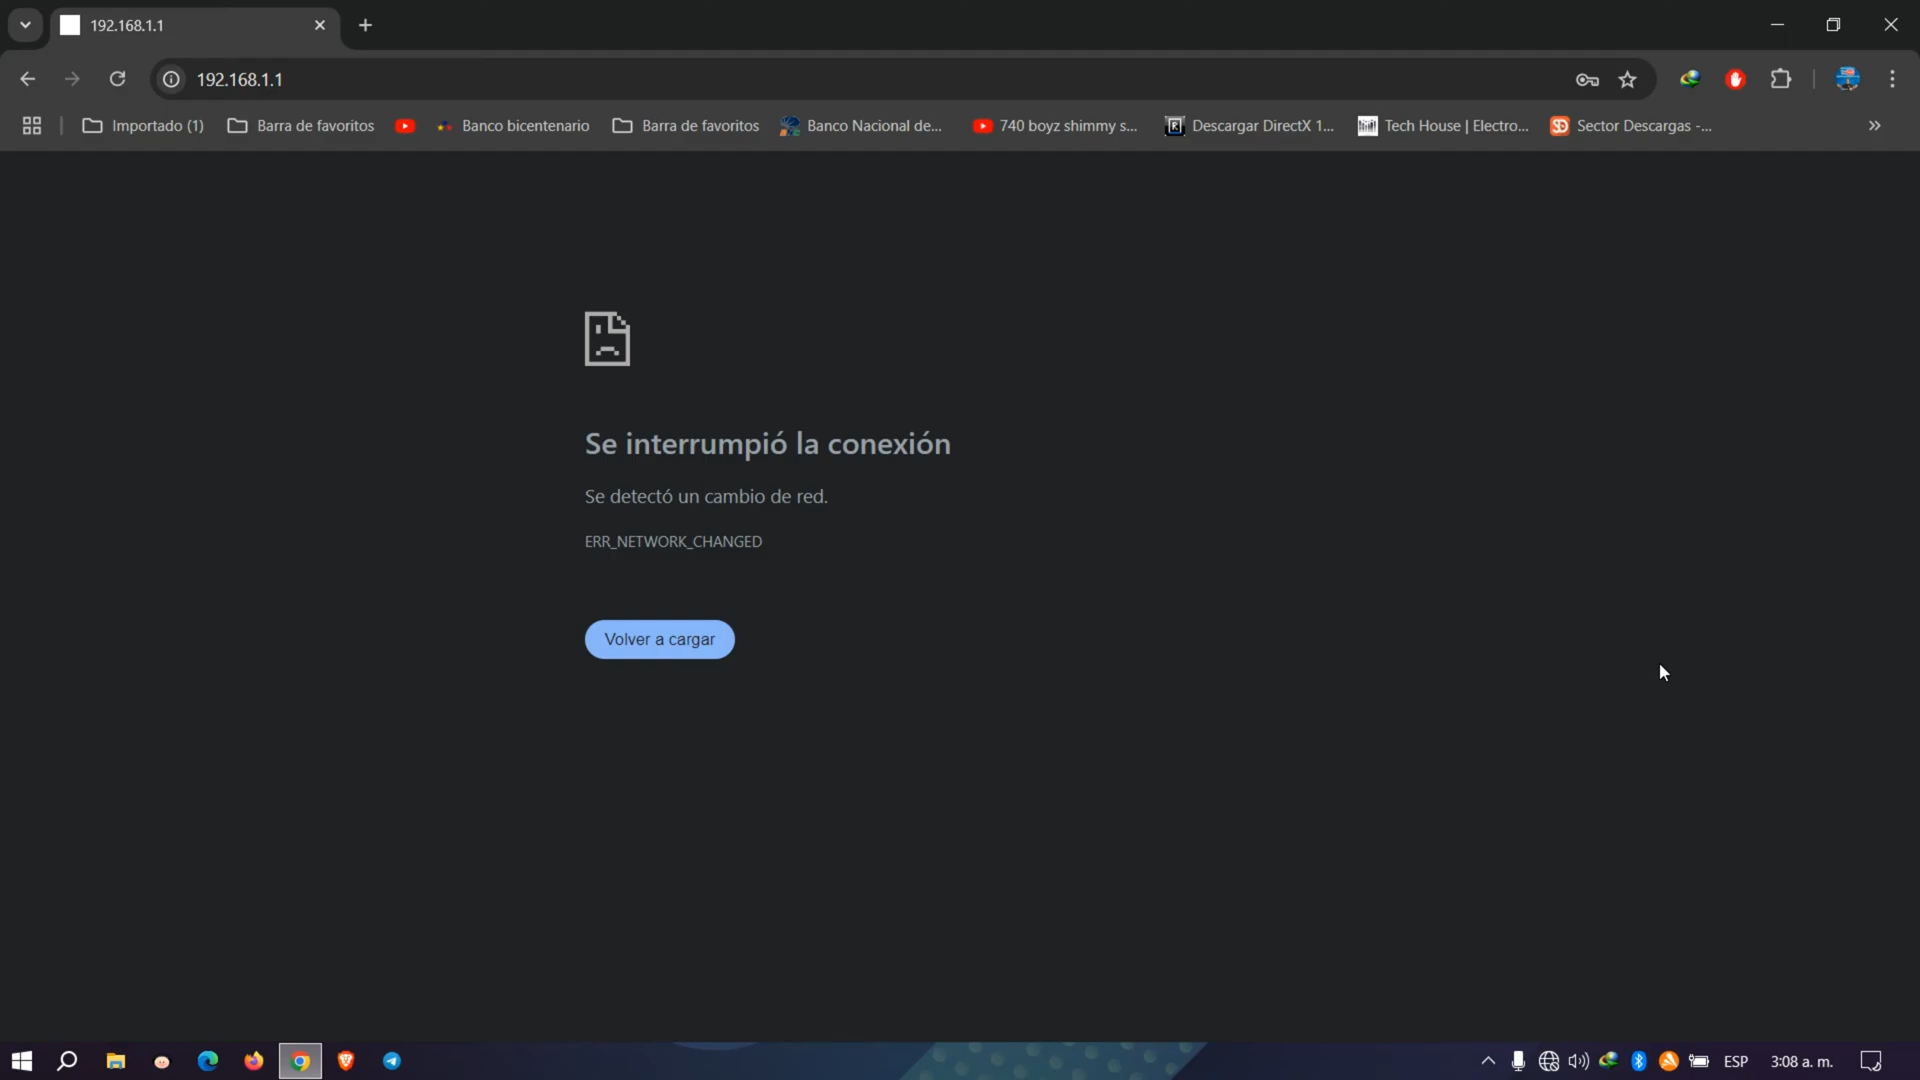 192.168.1.1
192.168.1.1
Importado (1)
Barra de favoritos
Banco bicentenario
Barra de favoritos
Banco Nacional de...
740 boyz shimmy s...
Descargar DirectX 1...
Tech House | Electro...
SD
Sector Descargas -...
Se interrumpió la conexión
Se detectó un cambio de red.
ERR_NETWORK_CHANGED
Volver a cargar
ESP
3:08 a. m.